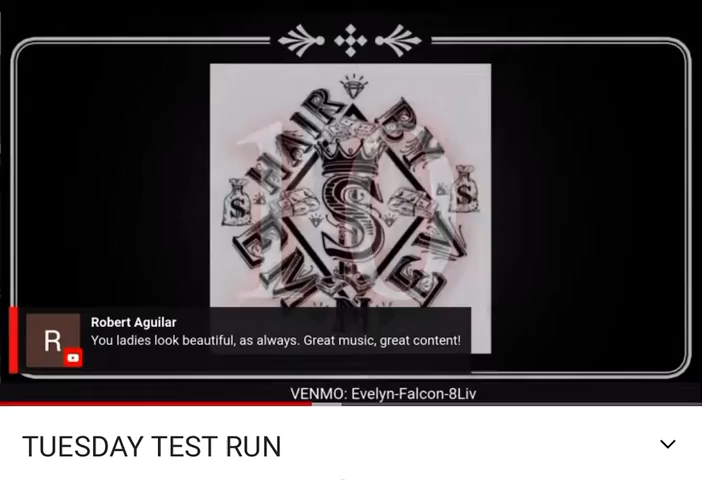 HAIR BY
S
$
$
R
Robert Aguilar
You ladies look beautiful, as always. Great music, great content!
VENMO: Evelyn-Falcon-8Liv
TUESDAY TEST RUN